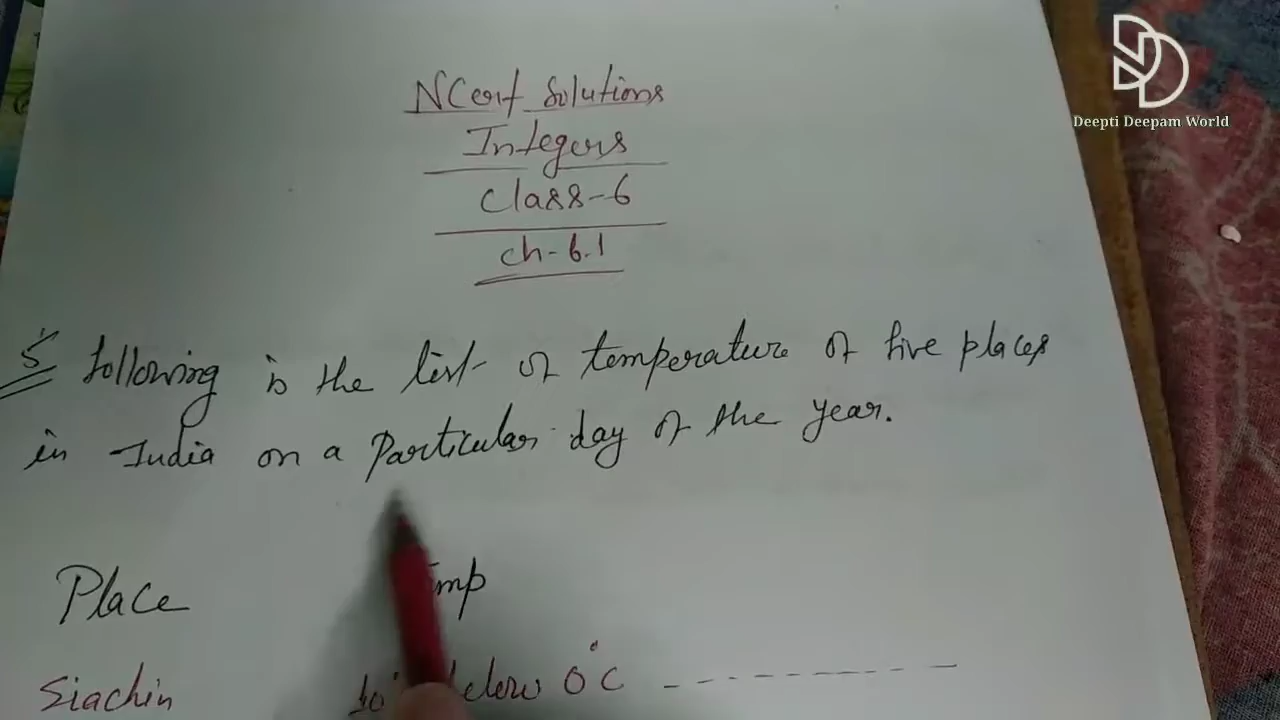 NCert Solutions
Integers
Class-6
Ch-6.1
Deepti Deepam World
5 following is the list of temperature of five places
in India on a Particular day of the year.
Place
Siachin 10° below 0°C